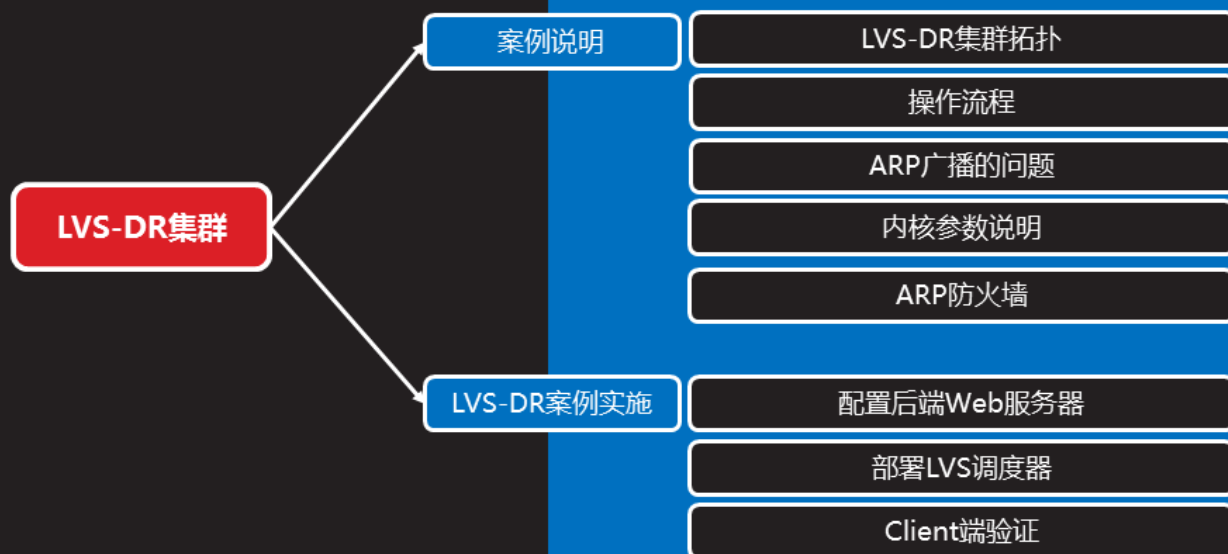 案例说明
LVS-DR集群拓扑
操作流程
ARP广播的问题
内核参数说明
ARP防火墙
LVS-DR集群
LVS-DR案例实施
配置后端Web服务器
部署LVS调度器
Client端验证